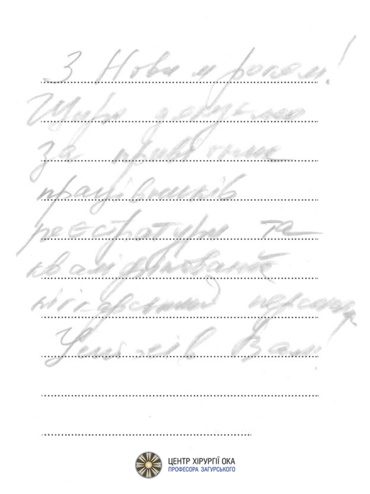 З Новим роком!
Щиро дякуємо
за привітних
працівників
реєстратури та
кваліфікований
лікарський персонал
Успіхів Вам!
ЦЕНТР ХІРУРГІЇ ОКА
ПРОФЕСОРА ЗАГУРСЬКОГО